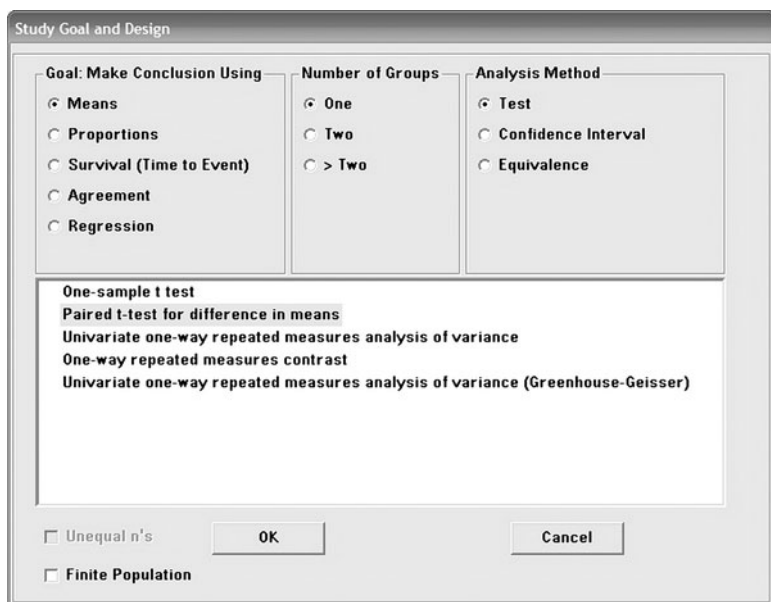 Study Goal and Design
Goal: Make Conclusion Using
Means
Proportions
Survival (Time to Event)
Agreement
Regression
Number of Groups
One
Two
> Two
Analysis Method
Test
Confidence Interval
Equivalence
One-sample t test
Paired t-test for difference in means
Univariate one-way repeated measures analysis of variance
One-way repeated measures contrast
Univariate one-way repeated measures analysis of variance (Greenhouse-Geisser)
Unequal n's
OK
Cancel
Finite Population